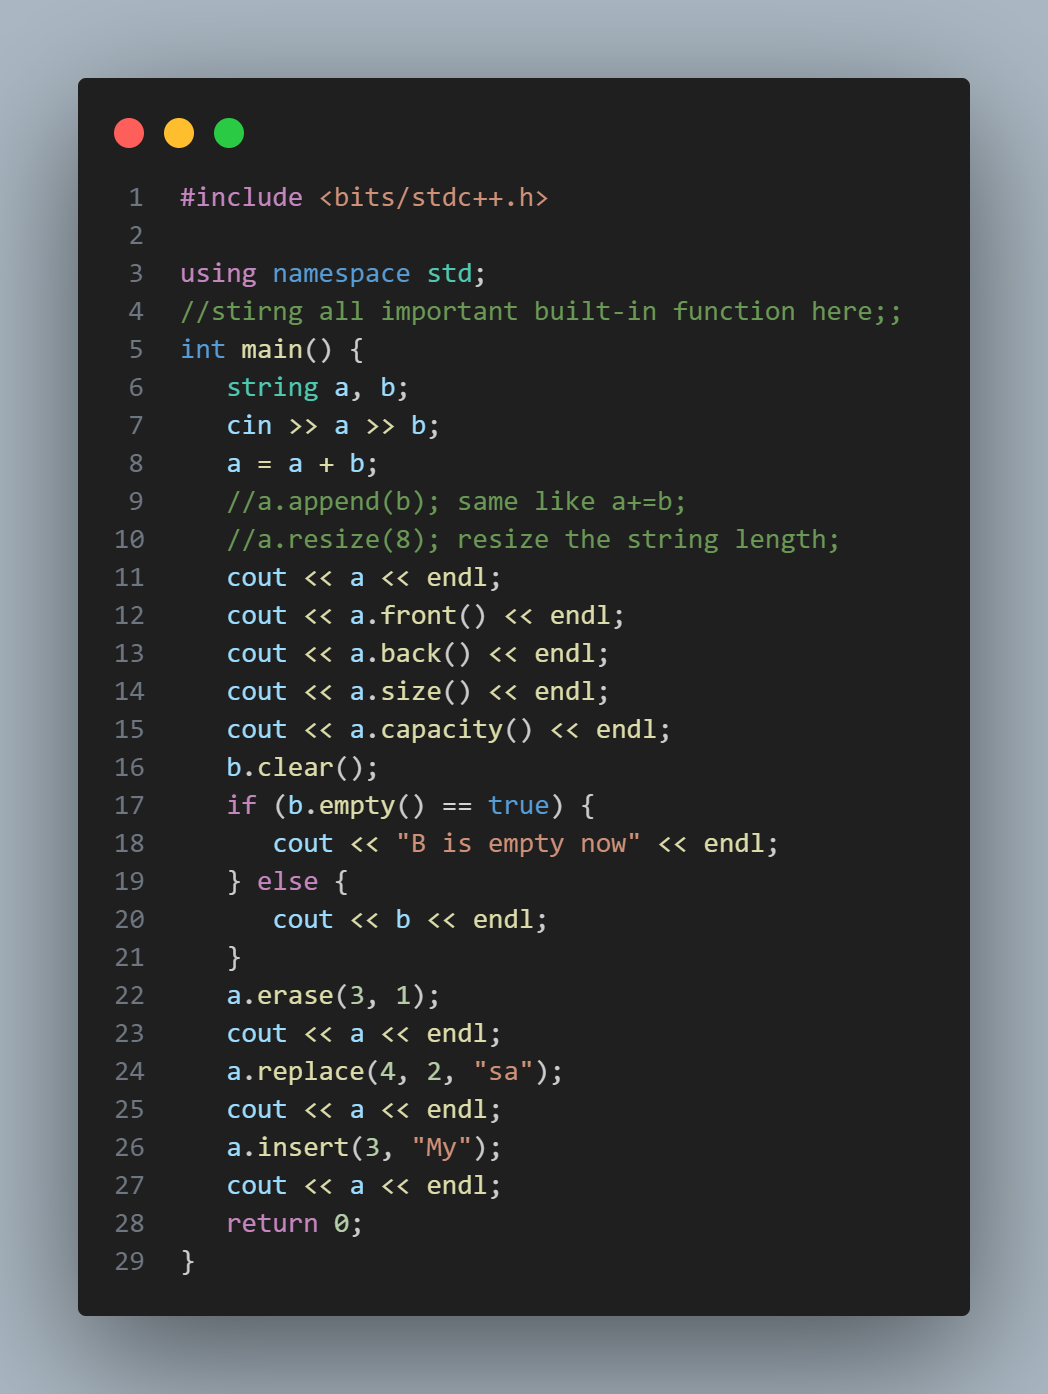 1 #include <bits/stdc++.h>
2
3 using namespace std;
4 //stirng all important built-in function here;;
5 int main() {
6    string a, b;
7    cin >> a >> b;
8    a = a + b;
9    //a.append(b); same like a+=b;
10    //a.resize(8); resize the string length;
11    cout << a << endl;
12    cout << a.front() << endl;
13    cout << a.back() << endl;
14    cout << a.size() << endl;
15    cout << a.capacity() << endl;
16    b.clear();
17    if (b.empty() == true) {
18       cout << "B is empty now" << endl;
19    } else {
20       cout << b << endl;
21    }
22    a.erase(3, 1);
23    cout << a << endl;
24    a.replace(4, 2, "sa");
25    cout << a << endl;
26    a.insert(3, "My");
27    cout << a << endl;
28    return 0;
29 }